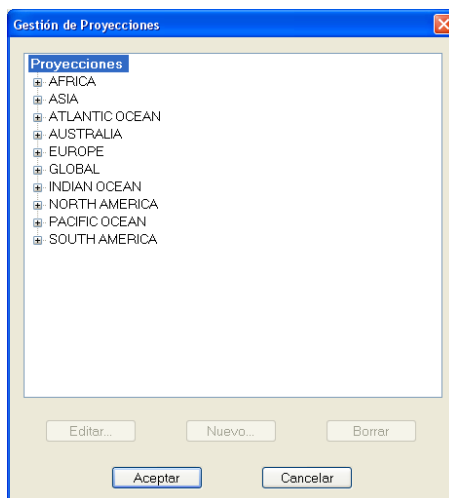 Gestión de Proyecciones
Proyecciones
AFRICA
ASIA
ATLANTIC OCEAN
AUSTRALIA
EUROPE
GLOBAL
INDIAN OCEAN
NORTH AMERICA
PACIFIC OCEAN
SOUTH AMERICA
Editar... Nuevo... Borrar
Aceptar Cancelar